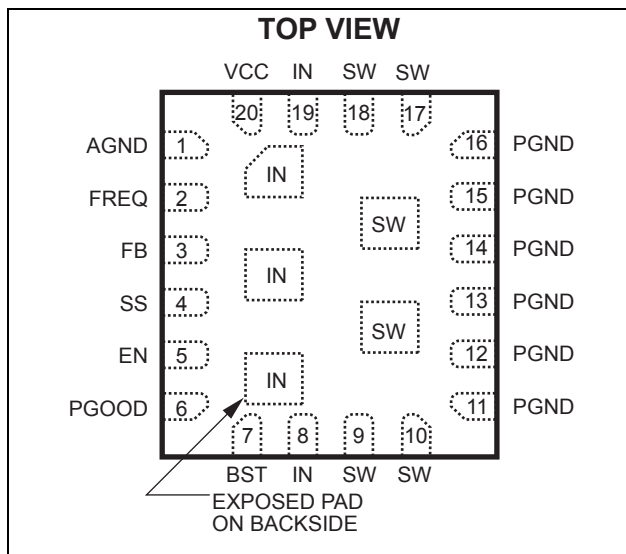 TOP VIEW
VCC IN SW SW
20 19 18 17
AGND 1 16 PGND
IN
FREQ 2 15 PGND
SW
FB 3 14 PGND
IN
SS 4 13 PGND
SW
EN 5 12 PGND
IN
PGOOD 6 11 PGND
7 8 9 10
BST IN SW SW
EXPOSED PAD
ON BACKSIDE